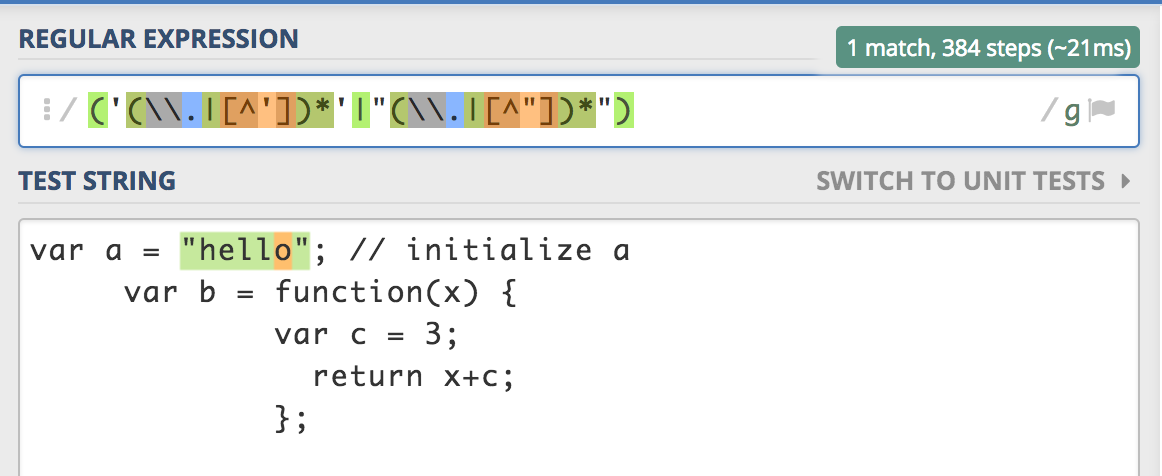 REGULAR EXPRESSION
1 match, 384 steps (~21ms)
/ ('(\\.|[^'])*'|"(\\.|[^"])*") / g
TEST STRING
SWITCH TO UNIT TESTS
var a = "hello"; // initialize a
     var b = function(x) {
             var c = 3;
               return x+c;
             };